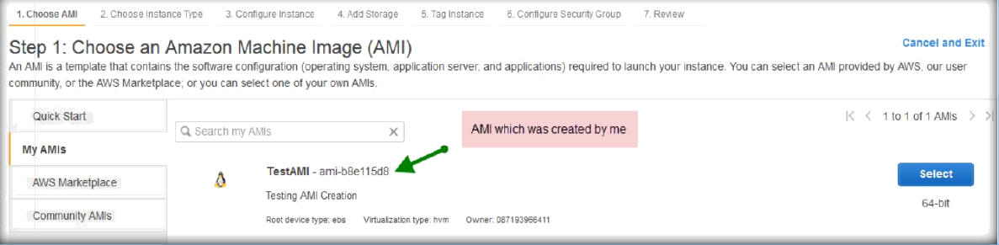 1. Choose AMI 2. Choose Instance Type 3. Configure Instance 4. Add Storage 5. Tag Instance 6. Configure Security Group 7. Review
Step 1: Choose an Amazon Machine Image (AMI)
Cancel and Exit
An AMI is a template that contains the software configuration (operating system, application server, and applications) required to launch your instance. You can select an AMI provided by AWS, our user
community, or the AWS Marketplace; or you can select one of your own AMIs.
Quick Start
My AMIs
AWS Marketplace
Community AMIs
Search my AMIs
AMI which was created by me
1 to 1 of 1 AMIs
TestAMI - ami-b8e115d8
Testing AMI Creation
Root device type: ebs Virtualization type: hvm Owner: 087193966411
Select
64-bit